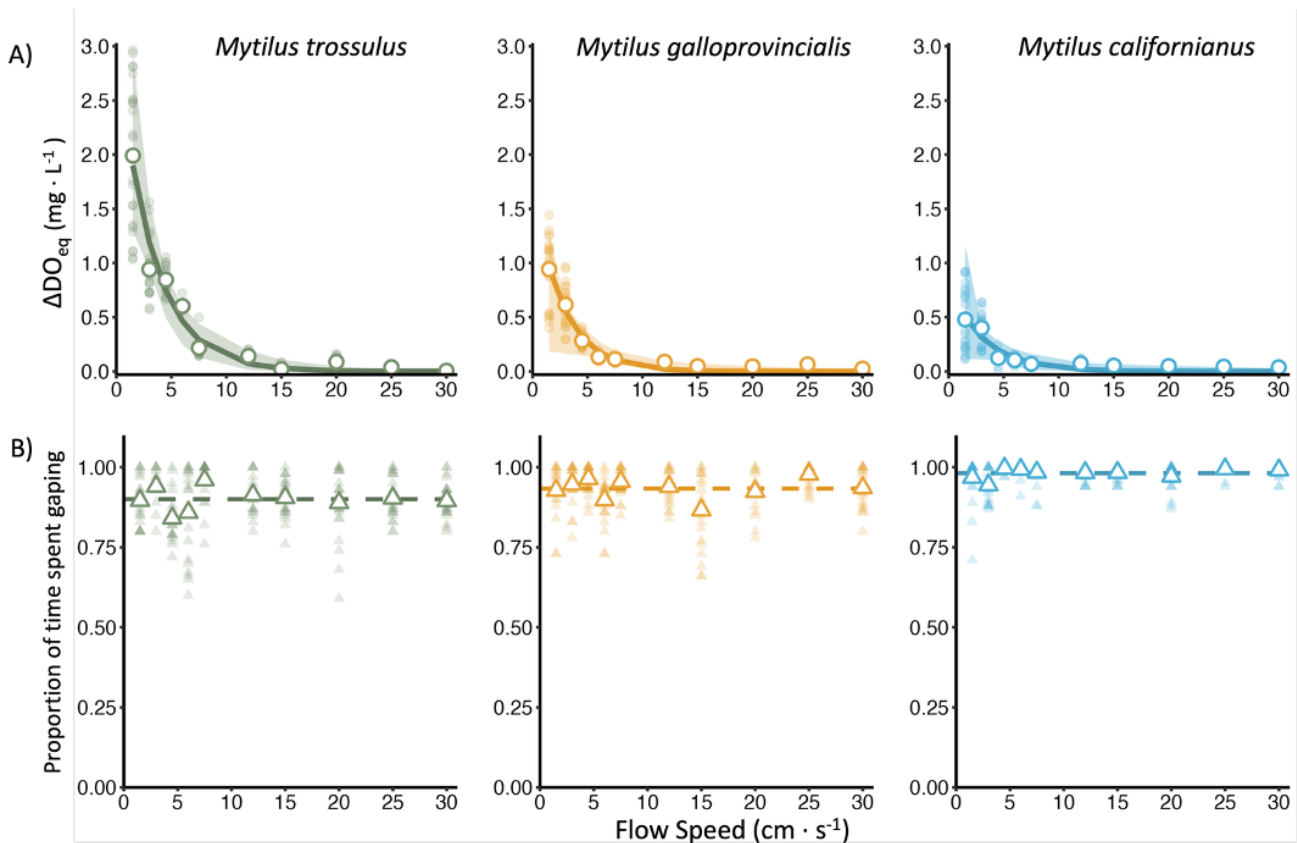 A)
Mytilus trossulus
Mytilus galloprovincialis
Mytilus californianus
ΔDOeq (mg · L⁻¹)
3.0
2.5
2.0
1.5
1.0
0.5
0.0
0 5 10 15 20 25 30
3.0
2.5
2.0
1.5
1.0
0.5
0.0
0 5 10 15 20 25 30
3.0
2.5
2.0
1.5
1.0
0.5
0.0
0 5 10 15 20 25 30
B)
Proportion of time spent gaping
1.00
0.75
0.50
0.25
0.00
0 5 10 15 20 25 30
1.00
0.75
0.50
0.25
0.00
0 5 10 15 20 25 30
1.00
0.75
0.50
0.25
0.00
0 5 10 15 20 25 30
Flow Speed (cm · s⁻¹)